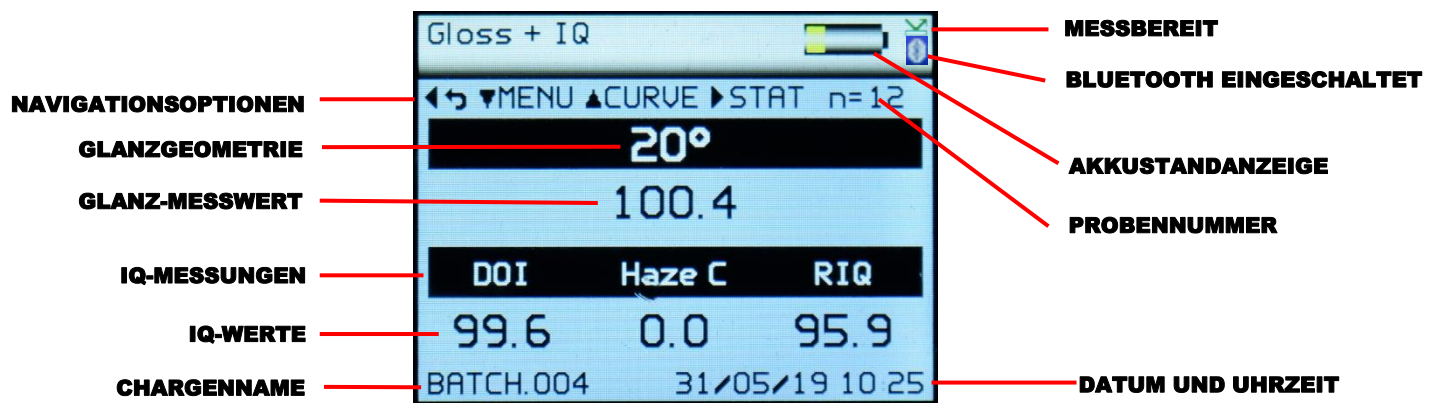 Gloss + IQ
MESSBEREIT
BLUETOOTH EINGESCHALTET
NAVIGATIONSOPTIONEN
MENU CURVE STAT n=12
GLANZGEOMETRIE
20°
AKKUSTANDANZEIGE
GLANZ-MESSWERT
100.4
PROBENNUMMER
IQ-MESSUNGEN
DOI Haze C RIQ
IQ-WERTE
99.6 0.0 95.9
CHARGENNAME
BATCH.004 31/05/19 10:25
DATUM UND UHRZEIT